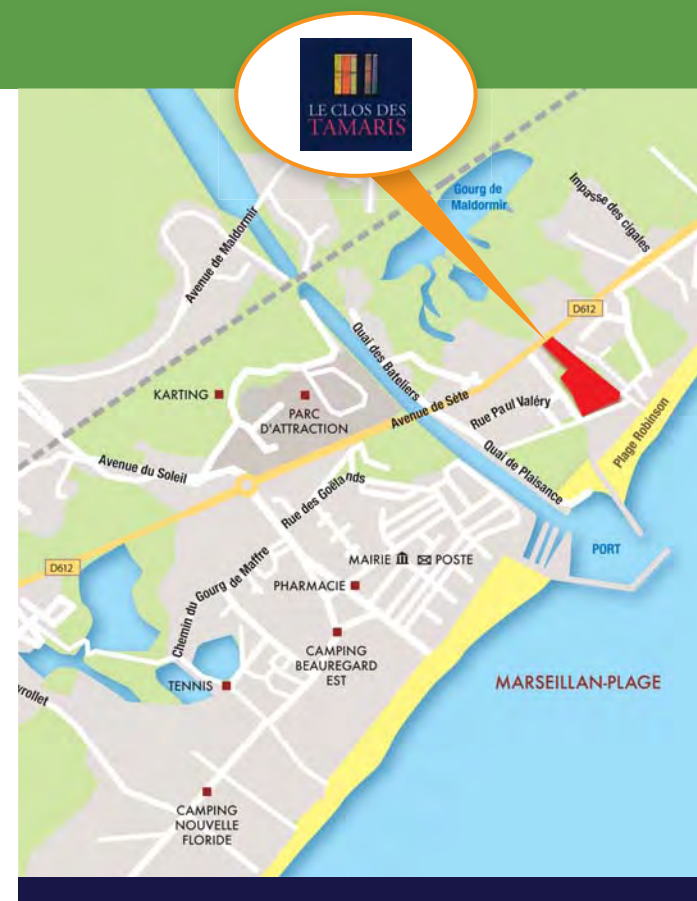 LE CLOS DES
TAMARIS
Gourg de
Maldormir
Impasse des cigales
Avenue de Maldormir
D612
Quai des Bateliers
KARTING
PARC
D'ATTRACTION
Avenue de Sète
Rue Paul Valéry
Plage Robinson
Avenue du Soleil
Quai de Plaisance
Rue des Goëlands
PORT
MAIRIE
POSTE
D612
PHARMACIE
Chemin du Gourg de Maffre
CAMPING
BEAUREGARD
EST
TENNIS
MARSEILLAN-PLAGE
vrollet
CAMPING
NOUVELLE
FLORIDE